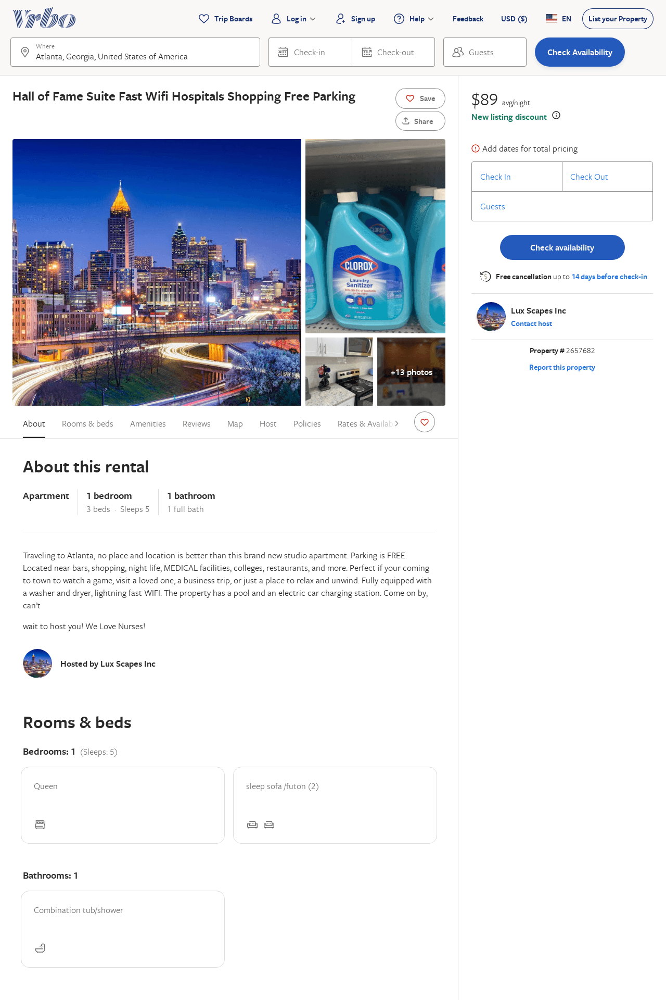 Vrbo
Trip Boards
Log in
Sign up
Help
Feedback
USD ($)
EN
List your Property
Where
Atlanta, Georgia, United States of America
Check-in
Check-out
Guests
Check Availability
Hall of Fame Suite Fast Wifi Hospitals Shopping Free Parking
Save
Share
$89 avg/night
New listing discount
Add dates for total pricing
Check In
Check Out
Guests
Check availability
Free cancellation up to 14 days before check-in
Lux Scapes Inc
Contact host
Property # 2657682
Report this property
CLOROX
CLOROX
Laundry
Sanitizer
Kills 99.9% of bacteria
on laundry
+13 photos
About
Rooms & beds
Amenities
Reviews
Map
Host
Policies
Rates & Availab
About this rental
Apartment
1 bedroom
3 beds · Sleeps 5
1 bathroom
1 full bath
Traveling to Atlanta, no place and location is better than this brand new studio apartment. Parking is FREE.
Located near bars, shopping, night life, MEDICAL facilities, colleges, restaurants, and more. Perfect if your coming
to town to watch a game, visit a loved one, a business trip, or just a place to relax and unwind. Fully equipped with
a washer and dryer, lightning fast WIFI. The property has a pool and an electric car charging station. Come on by,
can’t
wait to host you! We Love Nurses!
Hosted by Lux Scapes Inc
Rooms & beds
Bedrooms: 1 (Sleeps: 5)
Queen
sleep sofa /futon (2)
Bathrooms: 1
Combination tub/shower